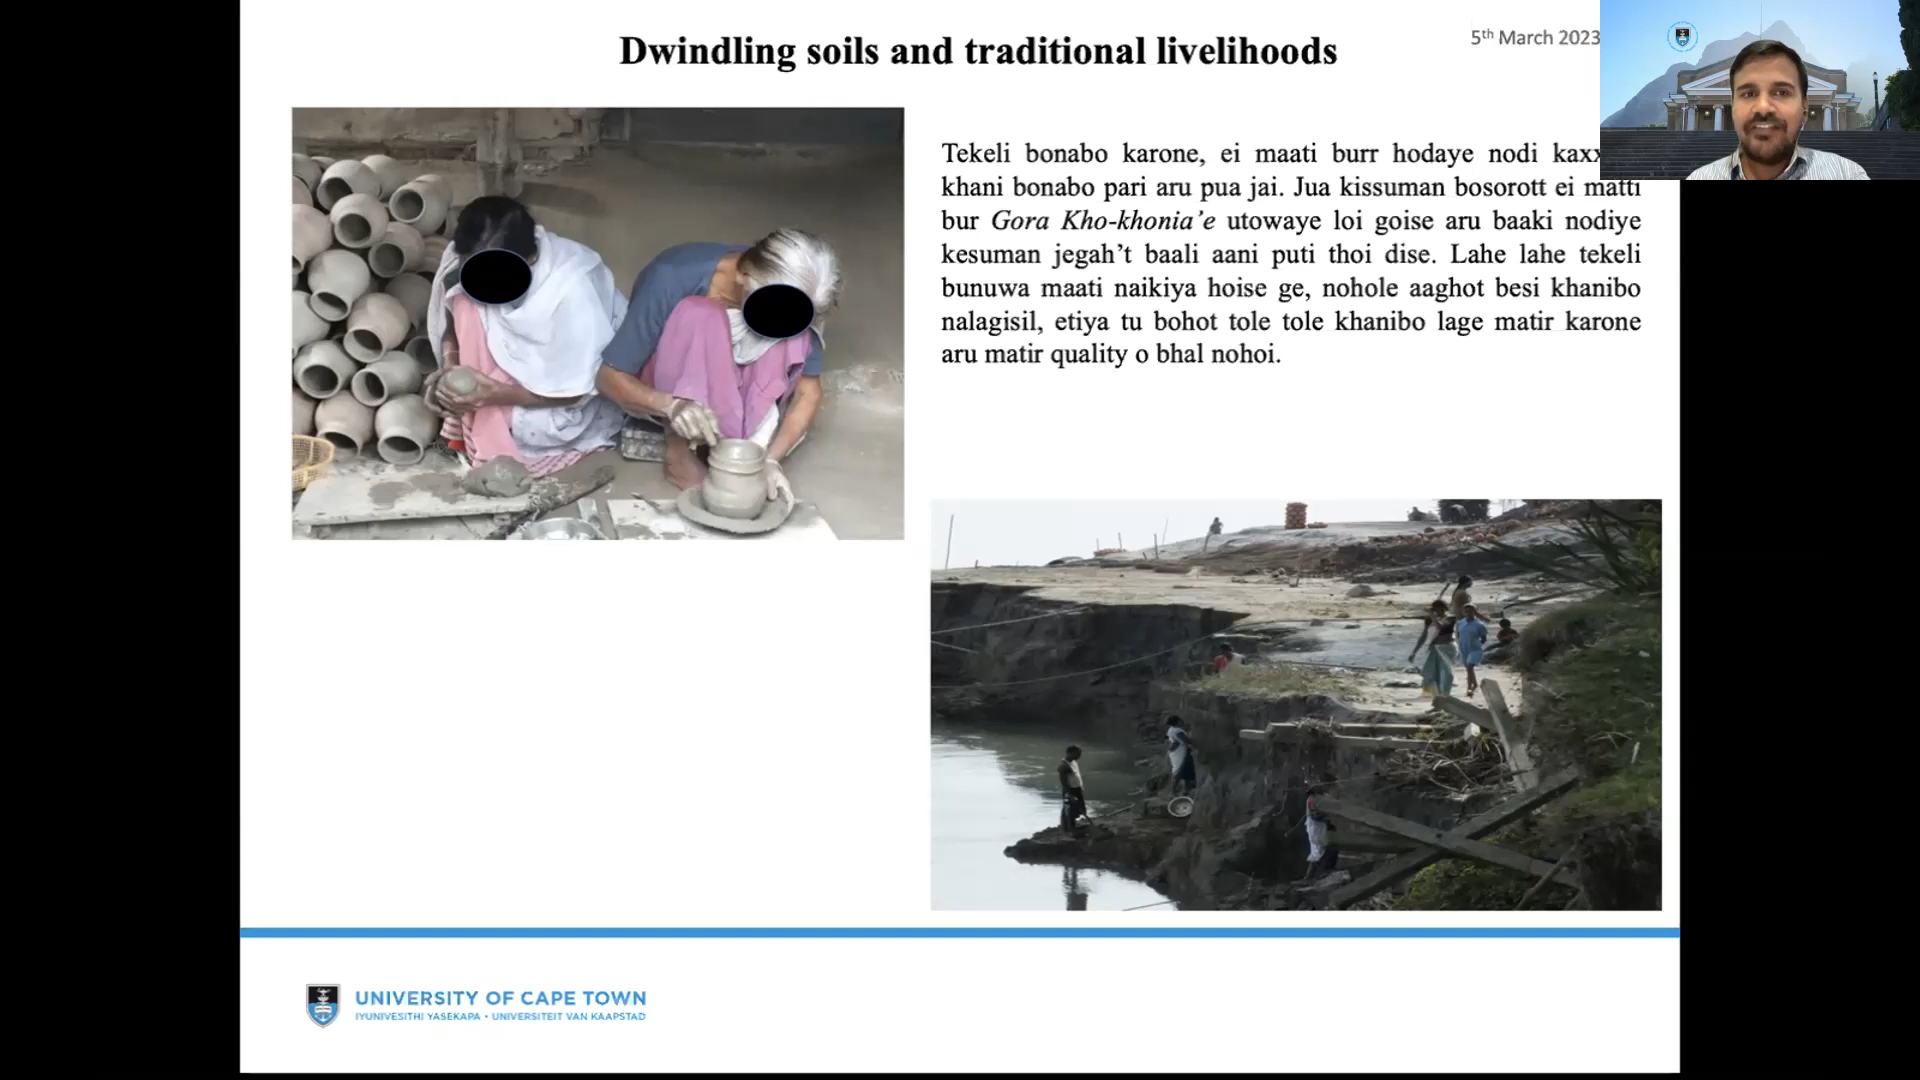 Dwindling soils and traditional livelihoods
5th March 2023
Tekeli bonabo karone, ei maati burr hodaye nodi
khani bonabo pari aru pua jai. Jua kissuman bosorott ei matti
bur Gora Kho-khonia’e utowaye loi goise aru baaki nodiye
kesuman jegah’t baali aani puti thoi dise. Lahe lahe tekeli
bunuwa maati naikiya hoise ge, nohole aaghot besi khanibo
nalagisil, etiya tu bohot tole tole khanibo lage matir karone
aru matir quality o bhal nohoi.
UNIVERSITY OF CAPE TOWN
IYUNIVESITHI YASEKAPA • UNIVERSITEIT VAN KAAPSTAD